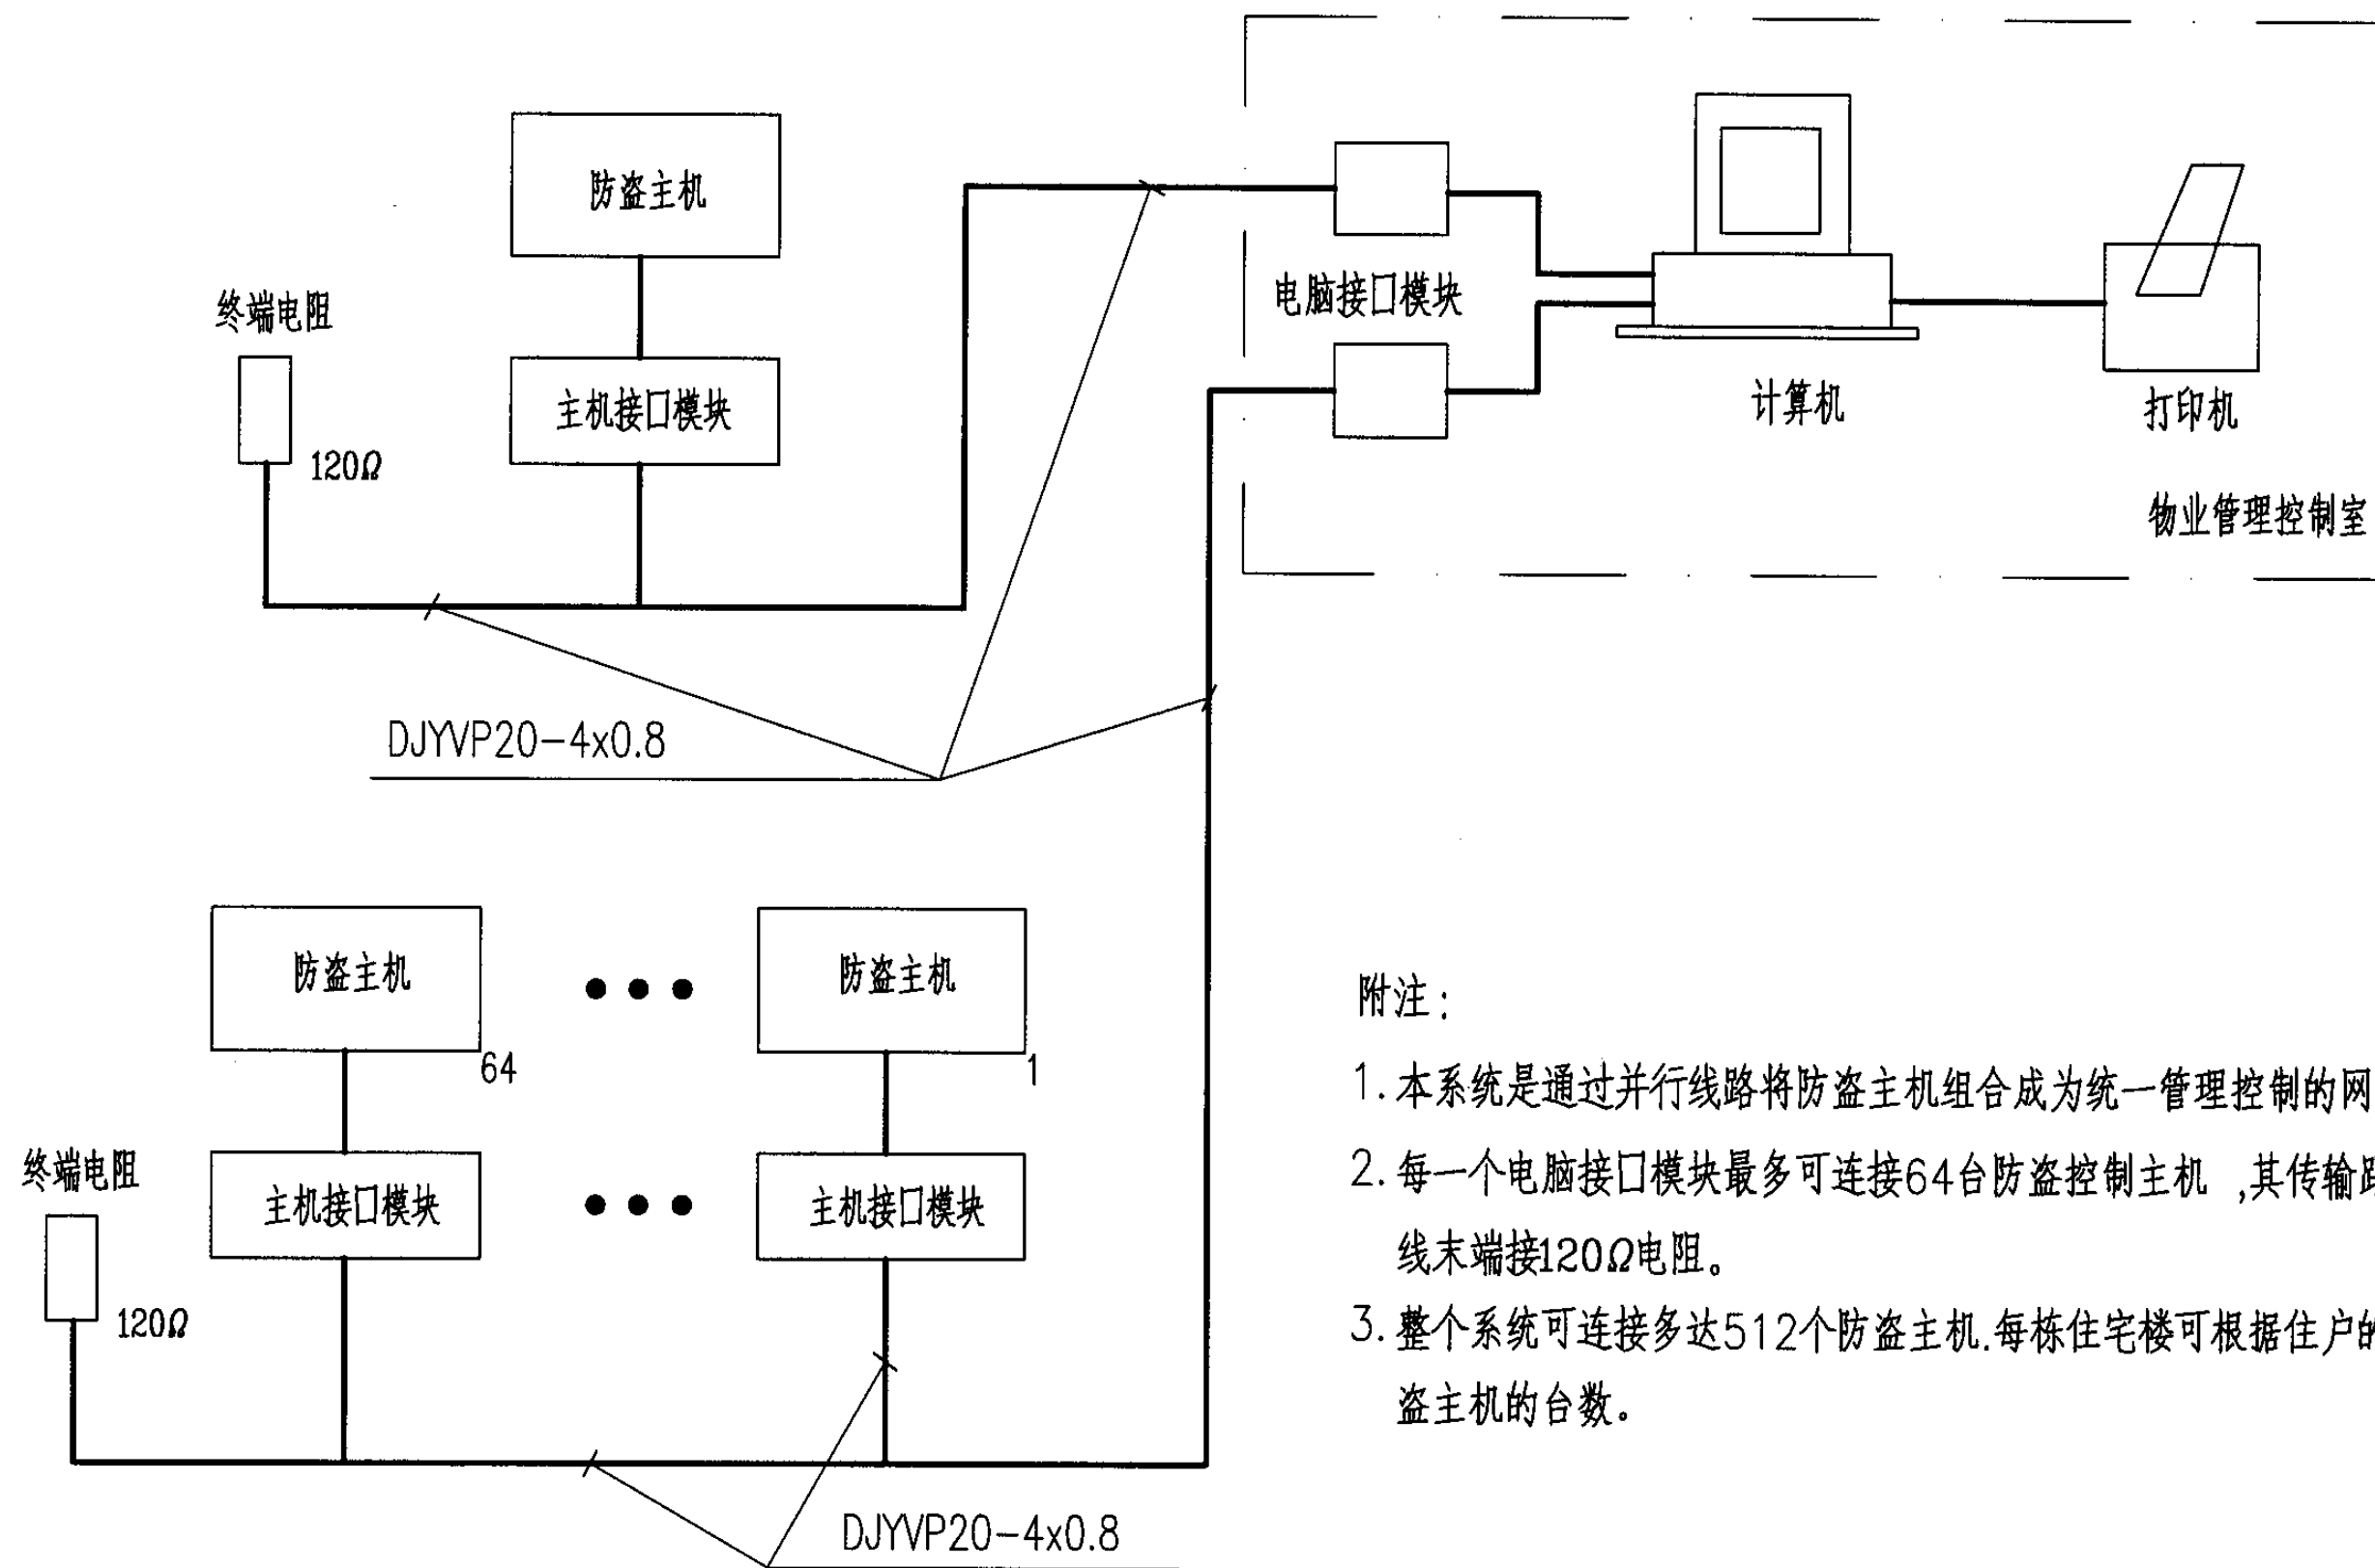 防盗主机
终端电阻
主机接口模块
120Ω
电脑接口模块
计算机
打印机
物业管理控制室
DJYVP20-4x0.8
防盗主机
防盗主机
64
1
终端电阻
主机接口模块
主机接口模块
120Ω
DJYVP20-4x0.8
附注:
1.本系统是通过并行线路将防盗主机组合成为统一管理控制的网
2.每一个电脑接口模块最多可连接64台防盗控制主机 ,其传输
线末端接120Ω电阻。
3.整个系统可连接多达512个防盗主机.每栋住宅楼可根据住户的
盗主机的台数。